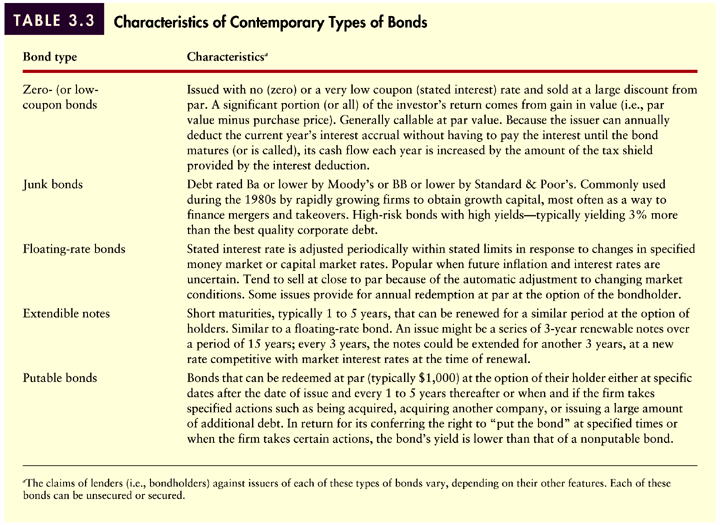 TABLE 3.3 Characteristics of Contemporary Types of Bonds
Bond type Characteristicsᵃ
Zero- (or low-
coupon bonds
Issued with no (zero) or a very low coupon (stated interest) rate and sold at a large discount from
par. A significant portion (or all) of the investor's return comes from gain in value (i.e., par
value minus purchase price). Generally callable at par value. Because the issuer can annually
deduct the current year's interest accrual without having to pay the interest until the bond
matures (or is called), its cash flow each year is increased by the amount of the tax shield
provided by the interest deduction.
Junk bonds
Debt rated Ba or lower by Moody's or BB or lower by Standard & Poor's. Commonly used
during the 1980s by rapidly growing firms to obtain growth capital, most often as a way to
finance mergers and takeovers. High-risk bonds with high yields—typically yielding 3% more
than the best quality corporate debt.
Floating-rate bonds
Stated interest rate is adjusted periodically within stated limits in response to changes in specified
money market or capital market rates. Popular when future inflation and interest rates are
uncertain. Tend to sell at close to par because of the automatic adjustment to changing market
conditions. Some issues provide for annual redemption at par at the option of the bondholder.
Extendible notes
Short maturities, typically 1 to 5 years, that can be renewed for a similar period at the option of
holders. Similar to a floating-rate bond. An issue might be a series of 3-year renewable notes over
a period of 15 years; every 3 years, the notes could be extended for another 3 years, at a new
rate competitive with market interest rates at the time of renewal.
Putable bonds
Bonds that can be redeemed at par (typically $1,000) at the option of their holder either at specific
dates after the date of issue and every 1 to 5 years thereafter or when and if the firm takes
specified actions such as being acquired, acquiring another company, or issuing a large amount
of additional debt. In return for its conferring the right to "put the bond" at specified times or
when the firm takes certain actions, the bond's yield is lower than that of a nonputable bond.
ᵃThe claims of lenders (i.e., bondholders) against issuers of each of these types of bonds vary, depending on their other features. Each of these
bonds can be unsecured or secured.